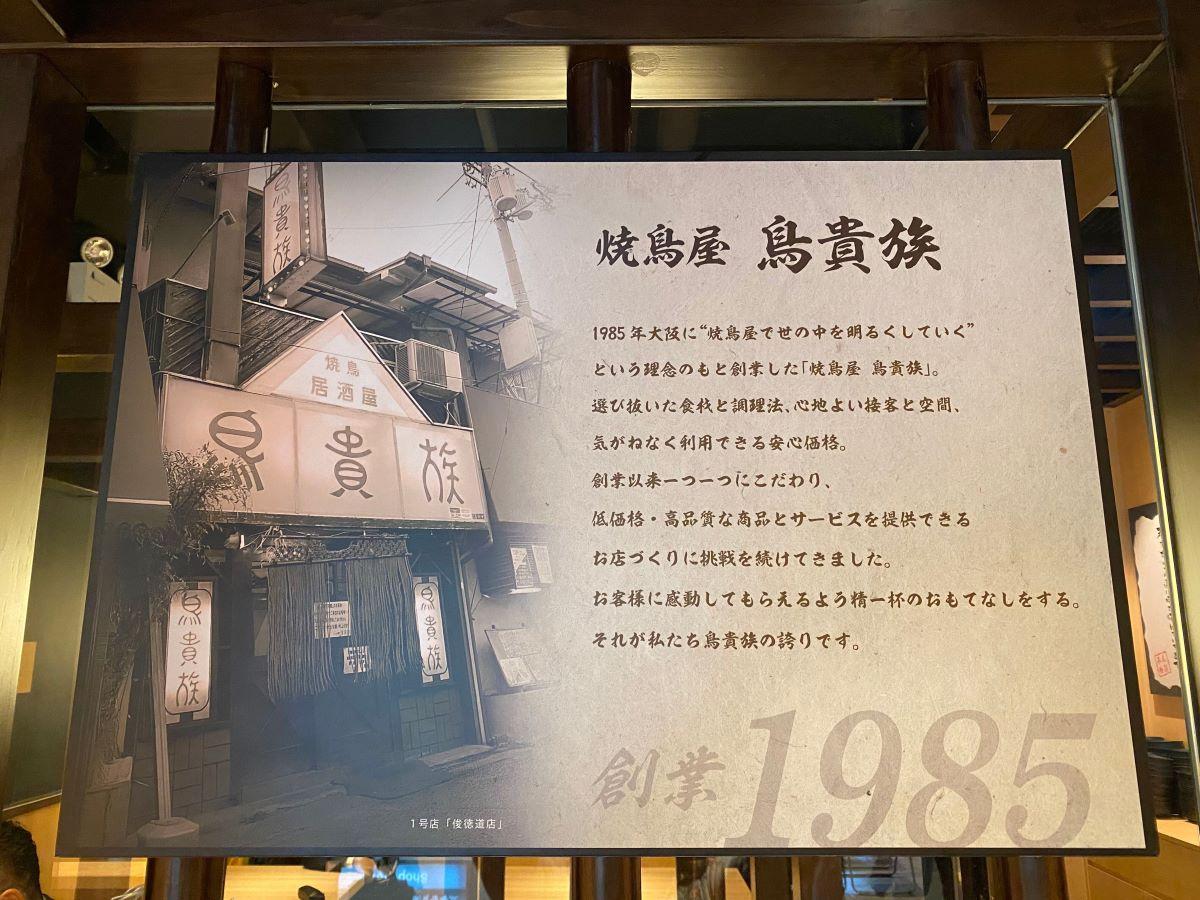 鳥貴族
焼鳥
居酒屋
鳥貴族
鳥貴族
鳥貴族
1号店「俊徳道店」
焼鳥屋 鳥貴族
1985年大阪に“焼鳥屋で世の中を明るくしていく”
という理念のもと創業した「焼鳥屋 鳥貴族」。
選び抜いた食材と調理法、心地よい接客と空間、
気がねなく利用できる安心価格。
創業以来一つ一つにこだわり、
低価格・高品質な商品とサービスを提供できる
お店づくりに挑戦を続けてきました。
お客様に感動してもらえるよう精一杯のおもてなしをする。
それが私たち鳥貴族の誇りです。
創業1985